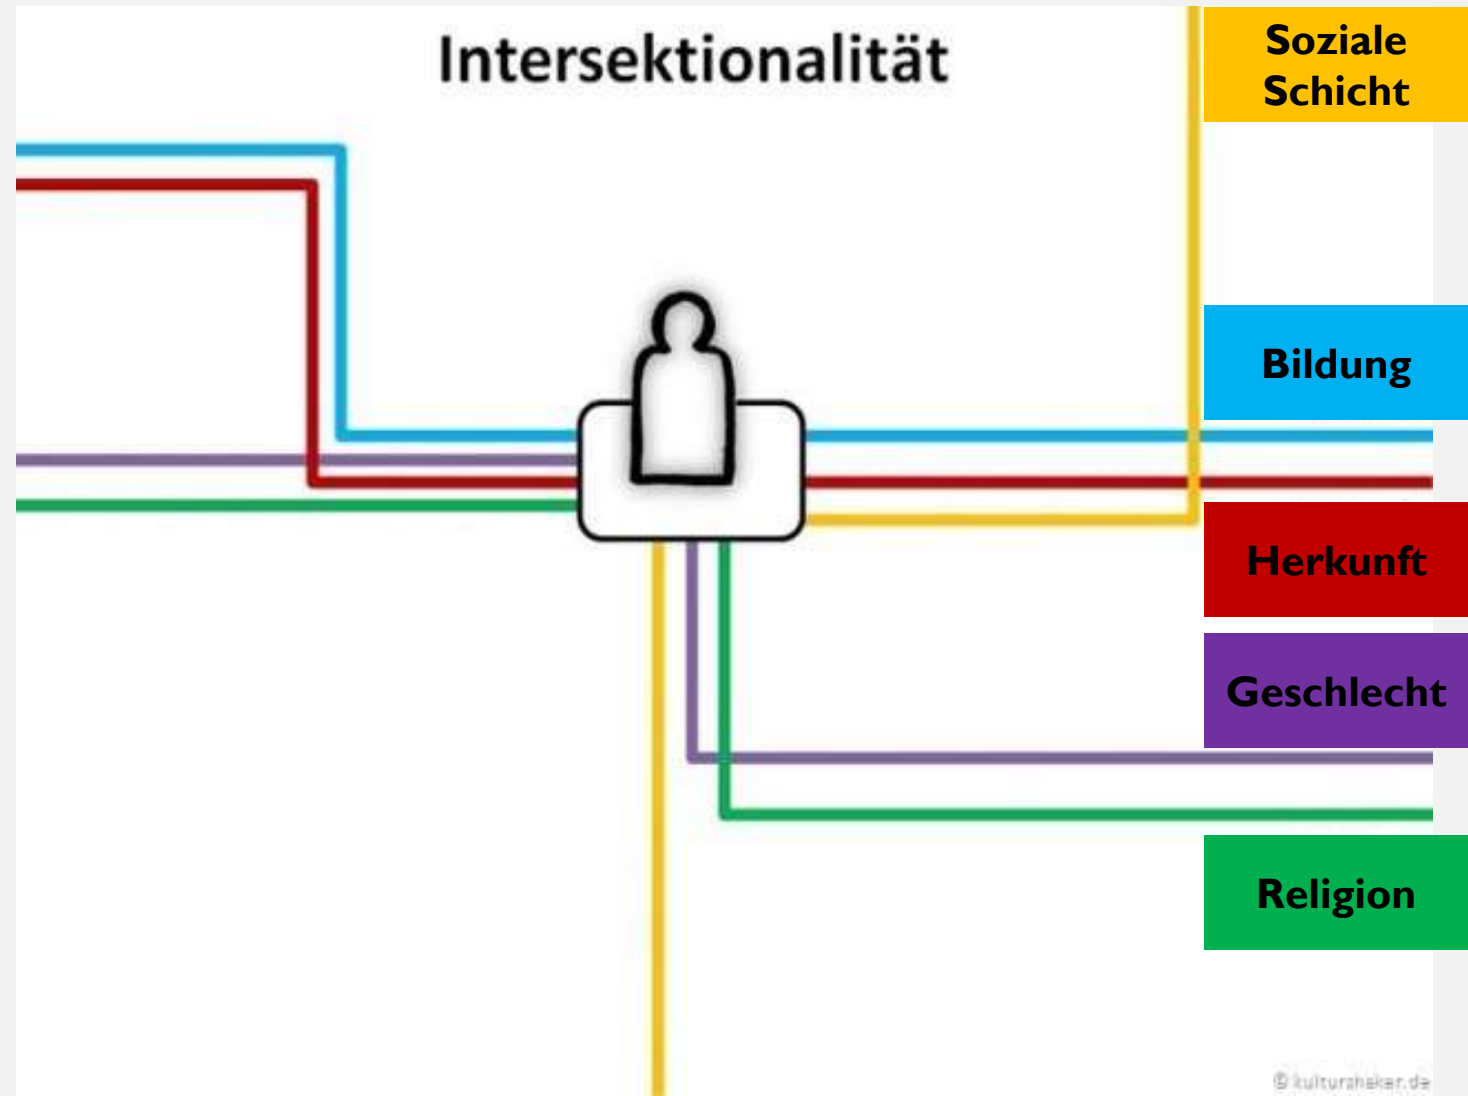 Intersektionalität
Soziale
Schicht
Bildung
Herkunft
Geschlecht
Religion
© kulturshaker.de